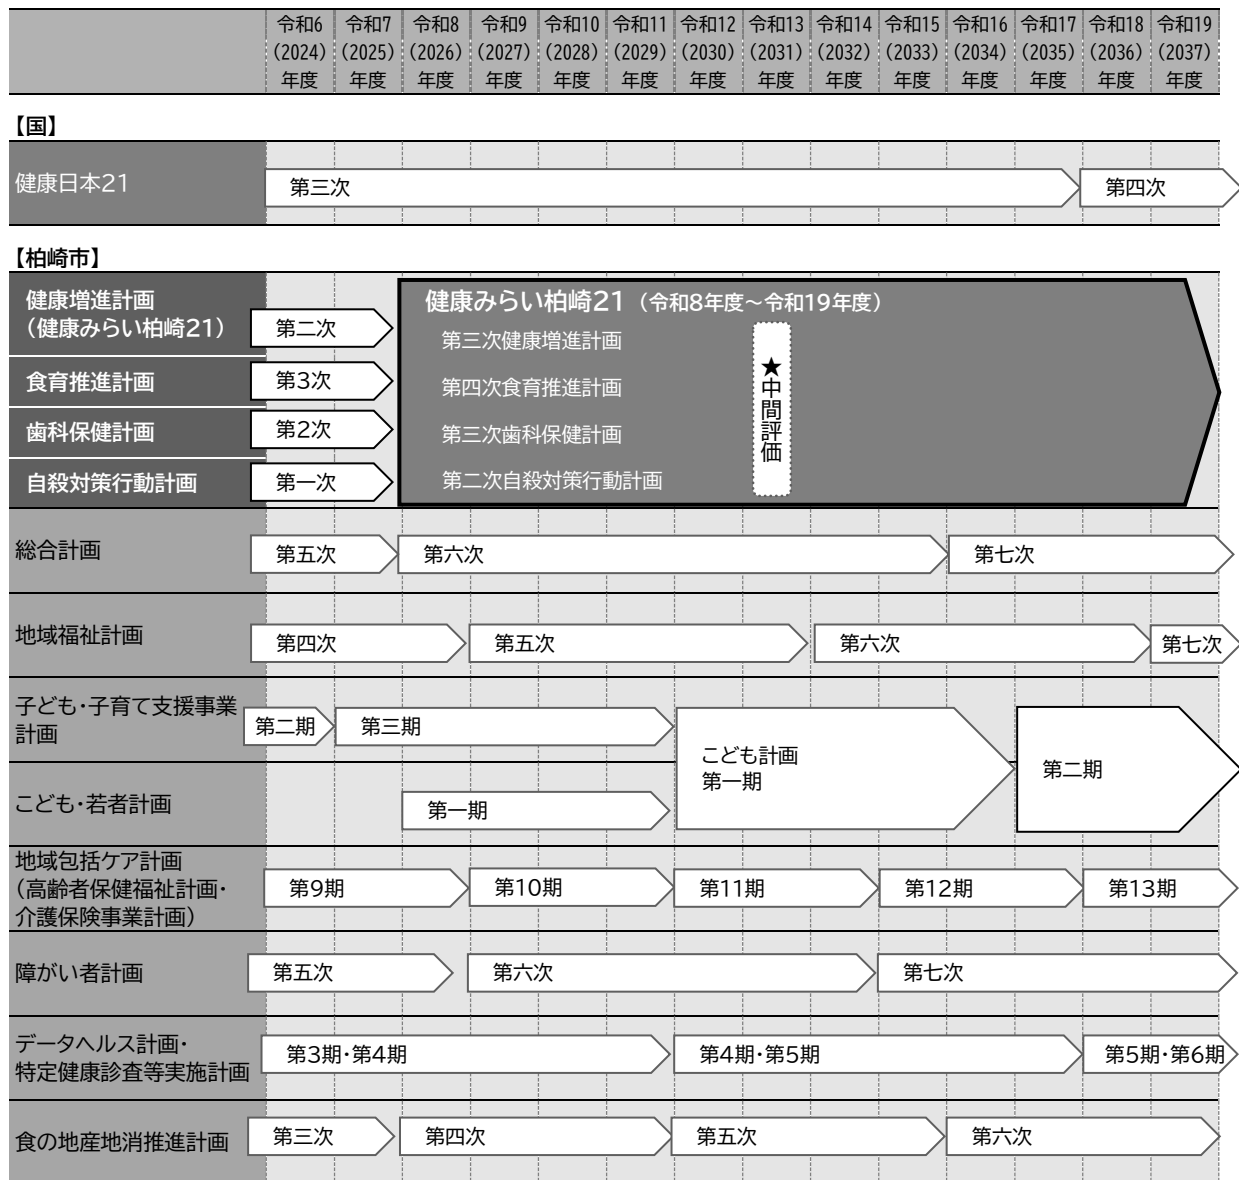 令和6 令和7 令和8 令和9 令和10 令和11 令和12 令和13 令和14 令和15 令和16 令和17 令和18 令和19
(2024) (2025) (2026) (2027) (2028) (2029) (2030) (2031) (2032) (2033) (2034) (2035) (2036) (2037)
年度 年度 年度 年度 年度 年度 年度 年度 年度 年度 年度 年度 年度 年度
【国】
健康日本21
第三次
第四次
【柏崎市】
健康増進計画
（健康みらい柏崎21）
第二次
食育推進計画
第3次
歯科保健計画
第2次
自殺対策行動計画
第一次
健康みらい柏崎21（令和8年度～令和19年度）
第三次健康増進計画
第四次食育推進計画
第三次歯科保健計画
第二次自殺対策行動計画
★中間評価
総合計画
第五次
第六次
第七次
地域福祉計画
第四次
第五次
第六次
第七次
子ども・子育て支援事業
計画
第二期
第三期
こども計画
第一期
第二期
こども・若者計画
第一期
地域包括ケア計画
（高齢者保健福祉計画・
介護保険事業計画）
第9期
第10期
第11期
第12期
第13期
障がい者計画
第五次
第六次
第七次
データヘルス計画・
特定健康診査等実施計画
第3期・第4期
第4期・第5期
第5期・第6期
食の地産地消推進計画
第三次
第四次
第五次
第六次